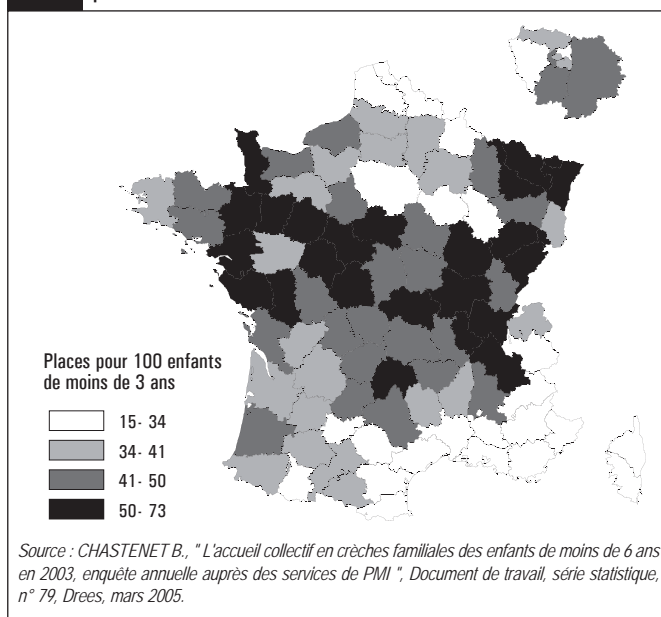 Places pour 100 enfants
de moins de 3 ans
15- 34
34- 41
41- 50
50- 73
Source : CHASTENET B., " L'accueil collectif en crèches familiales des enfants de moins de 6 ans
en 2003, enquête annuelle auprès des services de PMI ", Document de travail, série statistique,
n° 79, Drees, mars 2005.